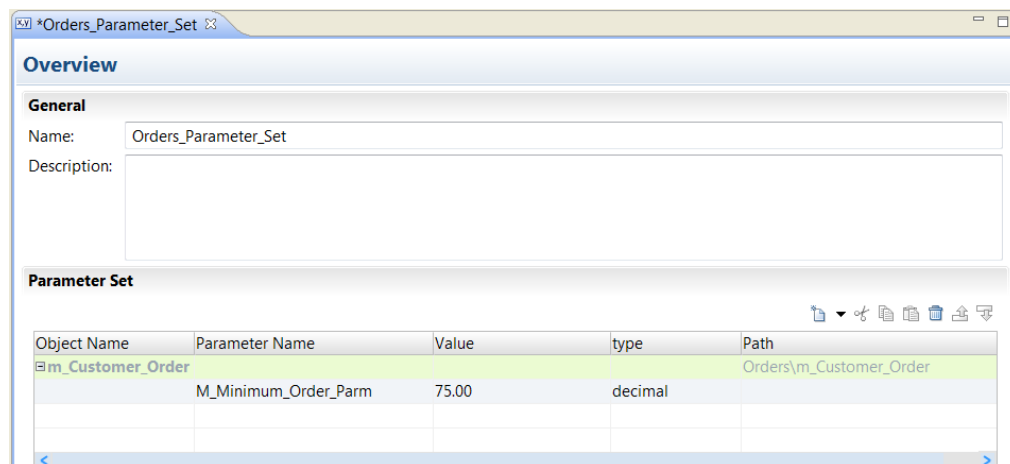 *Orders_Parameter_Set
Overview
General
Name: Orders_Parameter_Set
Description:
Parameter Set
Object Name Parameter Name Value type Path
m_Customer_Order Orders\m_Customer_Order
M_Minimum_Order_Parm 75.00 decimal